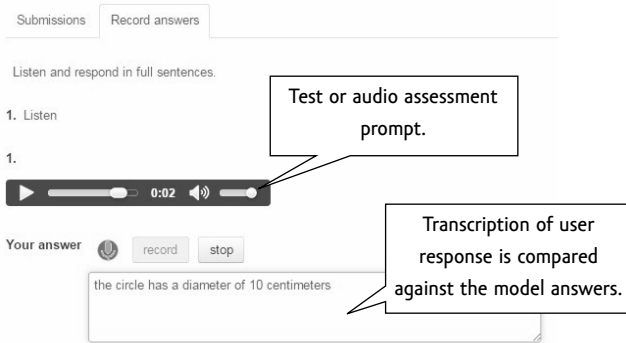 Submissions
Record answers
Listen and respond in full sentences.
Test or audio assessment
prompt.
1. Listen
1.
0:02
Your answer
record
stop
Transcription of user
response is compared
against the model answers.
the circle has a diameter of 10 centimeters